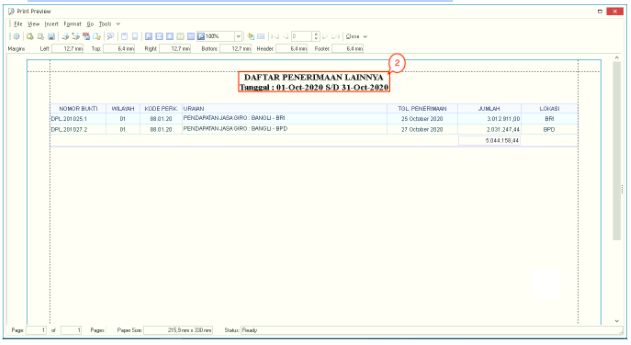 Print Preview
File View Insert Format Go Tools
100% 0 Close
Margins Left 12,7 mm Top 6,4 mm Right 12,7 mm Bottom 12,7 mm Header 6,4 mm Footer 6,4 mm
2
DAFTAR PENERIMAAN LAINNYA
Tanggal : 01-Oct-2020 S/D 31-Oct-2020
NOMOR BUKTI WILAYAH KODE PERK. URAIAN TGL. PENERIMAAN JUMLAH LOKASI
DPL.201025.1 01 88.01.20 PENDAPATAN JASA GIRO : BANGLI - BRI 25 October 2020 3.012.911,00 BRI
DPL.201027.2 01 88.01.20 PENDAPATAN JASA GIRO : BANGLI - BPD 27 October 2020 2.031.247,44 BPD
5.044.158,44
Page 1 of 1 Pages Paper Size 215,9 mm x 330 mm Status: Ready